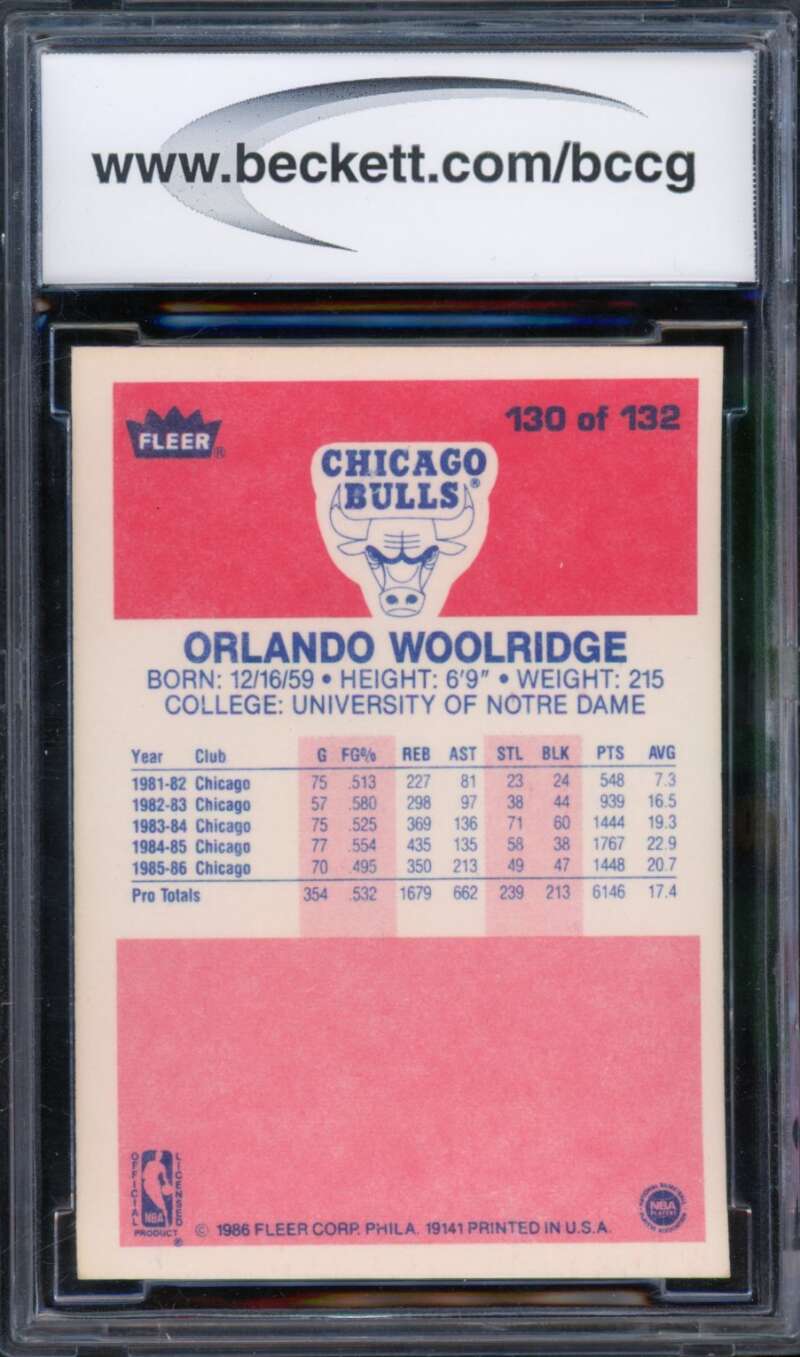 www.beckett.com/bccg
FLEER®
130 of 132
CHICAGO
BULLS®
ORLANDO WOOLRIDGE
BORN: 12/16/59 • HEIGHT: 6'9" • WEIGHT: 215
COLLEGE: UNIVERSITY OF NOTRE DAME
Year Club G FG% REB AST STL BLK PTS AVG
1981-82 Chicago 75 .513 227 81 23 24 548 7.3
1982-83 Chicago 57 .580 298 97 38 44 939 16.5
1983-84 Chicago 75 .525 369 136 71 60 1444 19.3
1984-85 Chicago 77 .554 435 135 58 38 1767 22.9
1985-86 Chicago 70 .495 350 213 49 47 1448 20.7
Pro Totals 354 .532 1679 662 239 213 6146 17.4
OFFICIAL
LICENSED
NBA
PRODUCT ®
© 1986 FLEER CORP. PHILA. 19141 PRINTED IN U.S.A.
NBA
PLAYERS